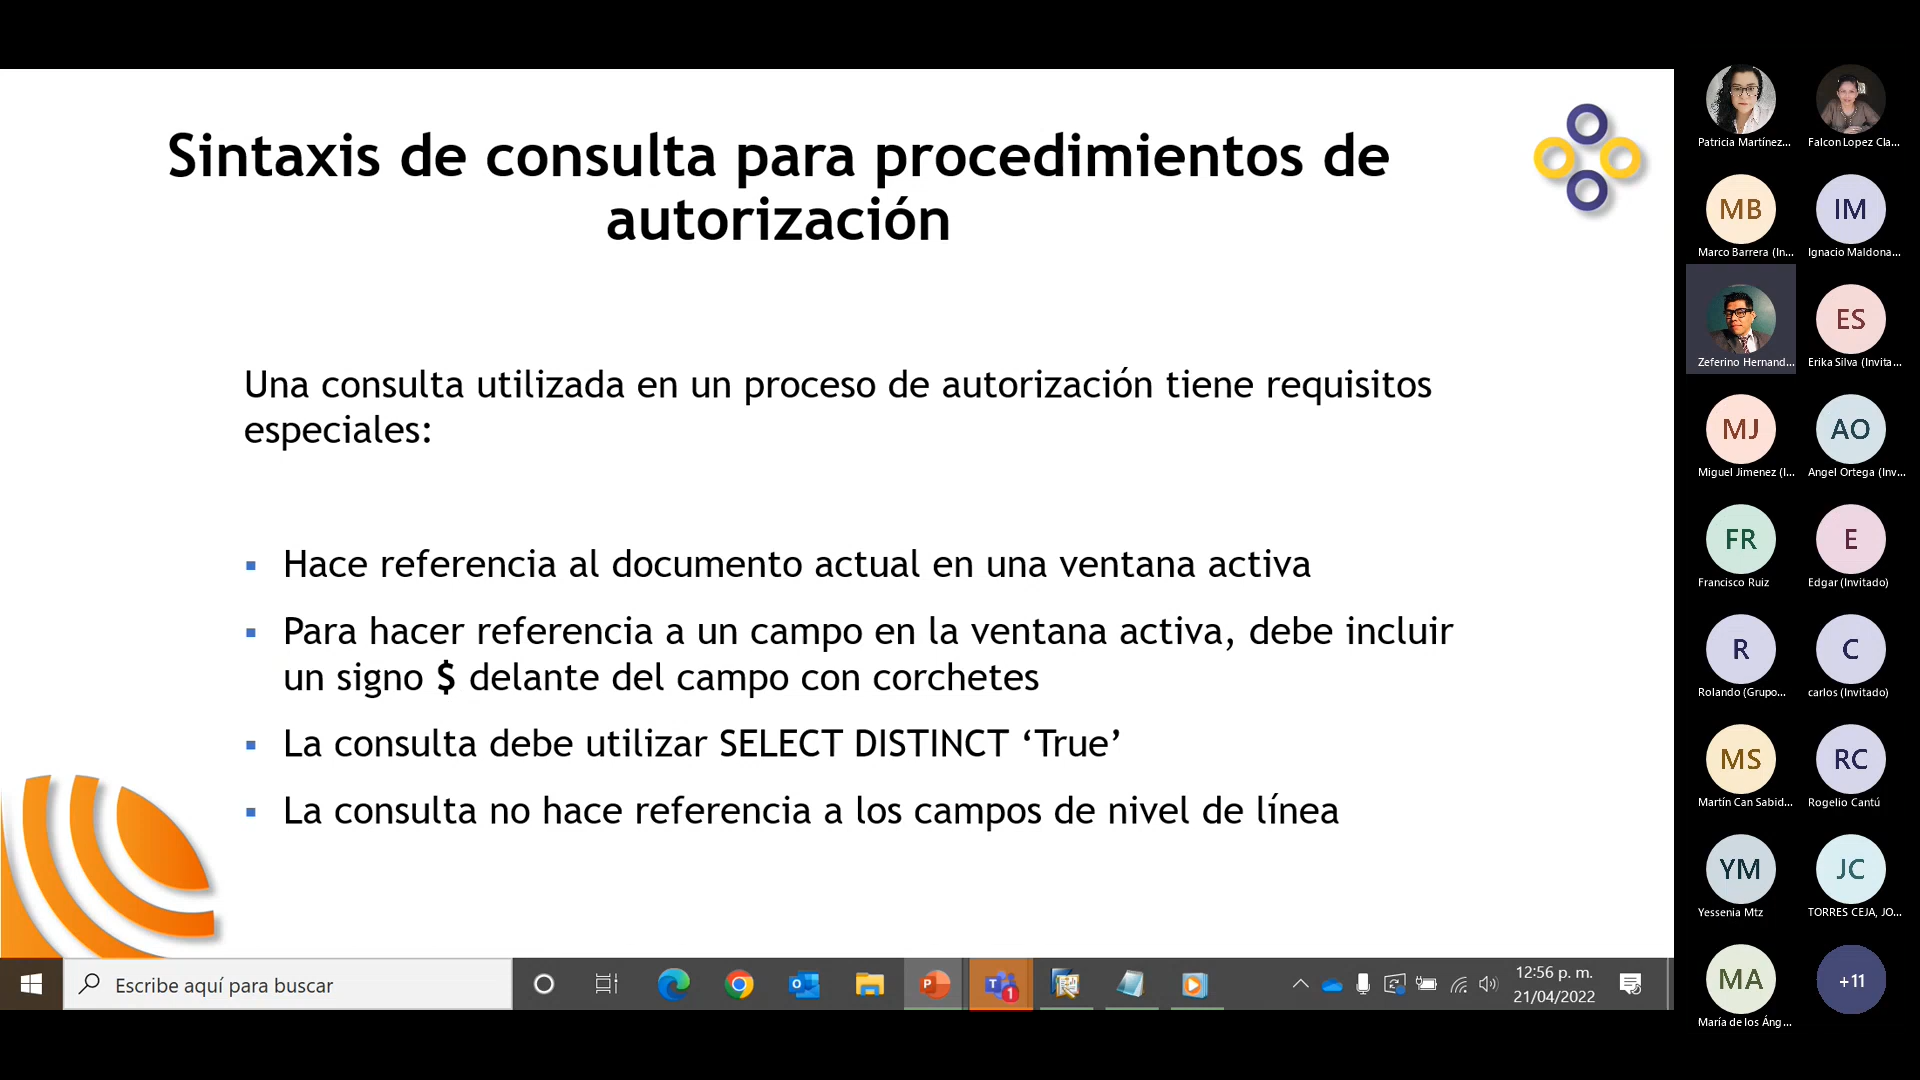 Sintaxis de consulta para procedimientos de
autorización
Una consulta utilizada en un proceso de autorización tiene requisitos
especiales:
▪ Hace referencia al documento actual en una ventana activa
▪ Para hacer referencia a un campo en la ventana activa, debe incluir
un signo $ delante del campo con corchetes
▪ La consulta debe utilizar SELECT DISTINCT ‘True’
▪ La consulta no hace referencia a los campos de nivel de línea
Escribe aquí para buscar
1
12:56 p. m.
21/04/2022
Patricia Martínez...
Falcon Lopez Cla...
MB
IM
Marco Barrera (In...
Ignacio Maldona...
ES
Zeferino Hernand...
Erika Silva (Invita...
MJ
AO
Miguel Jimenez (I...
Angel Ortega (Inv...
FR
E
Francisco Ruiz
Edgar (Invitado)
R
C
Rolando (Grupo...
carlos (Invitado)
MS
RC
Martín Can Sabid...
Rogelio Cantú
YM
JC
Yessenia Mtz
TORRES CEJA, JO...
MA
+11
María de los Áng...